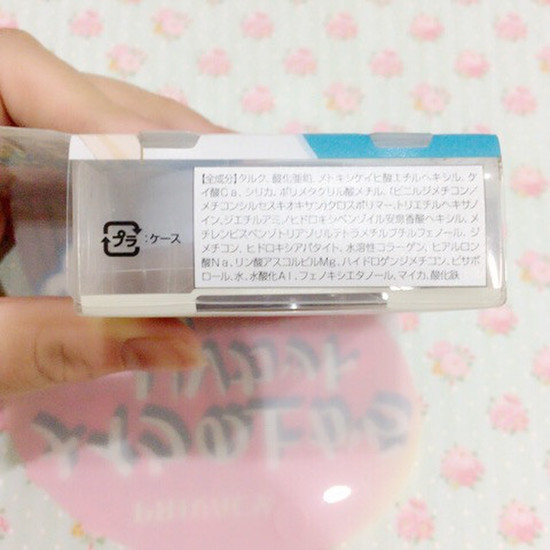 【全成分】タルク、酸化亜鉛、メトキシケイヒ酸エチルヘキシル、ケ
イ酸Ca、シリカ、ポリメタクリル酸メチル、(ビニルジメチコン/
メチコンシルセスキオキサン)クロスポリマー、トリエチルヘキサノ
イン、ジエチルアミノヒドロキシベンゾイル安息香酸ヘキシル、メ
チレンビスベンゾトリアゾリルテトラメチルブチルフェノール、ジ
メチコン、ヒドロキシアパタイト、水溶性コラーゲン、ヒアルロン
酸Na、リン酸アスコルビルMg、ハイドロゲンジメチコン、ビサボ
ロール、水、水酸化Al、フェノキシエタノール、マイカ、酸化鉄
プラ:ケース